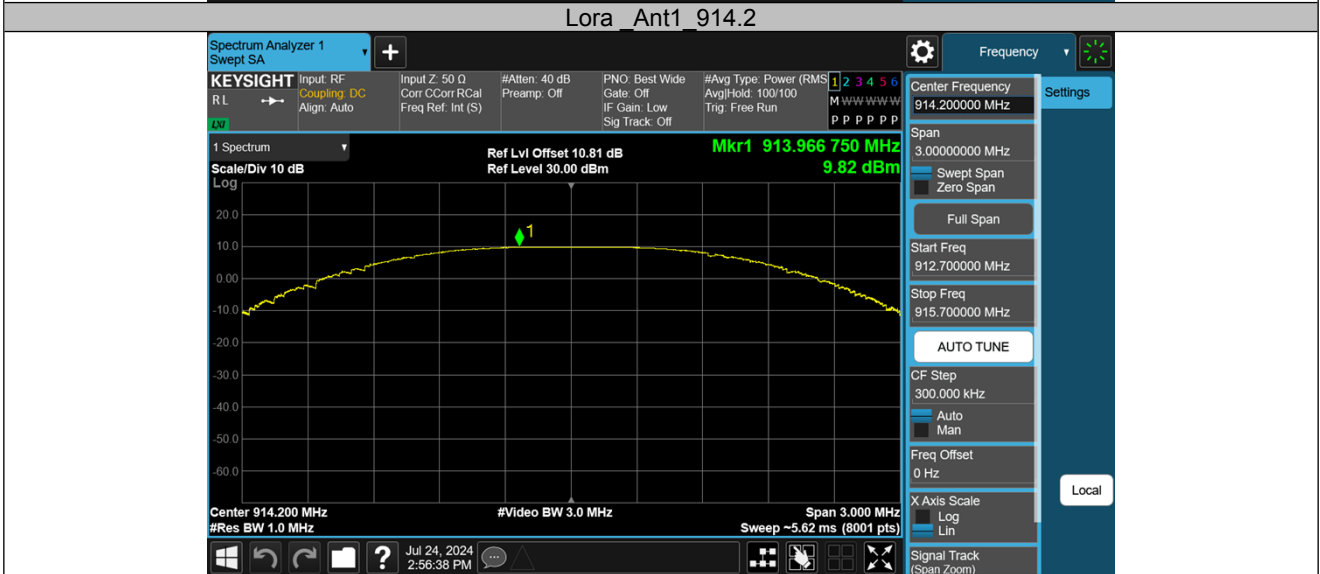 Lora _Ant1_914.2
Spectrum Analyzer 1
Swept SA
+
Frequency
KEYSIGHT
RL
LXI
Input: RF
Coupling: DC
Align: Auto
Input Z: 50 Ω
Corr CCorr RCal
Freq Ref: Int (S)
#Atten: 40 dB
Preamp: Off
PNO: Best Wide
Gate: Off
IF Gain: Low
Sig Track: Off
#Avg Type: Power (RMS
Avg|Hold: 100/100
Trig: Free Run
1 2 3 4 5 6
M W W W W W
P P P P P P
Center Frequency
914.200000 MHz
Settings
Span
3.00000000 MHz
Swept Span
Zero Span
Full Span
Start Freq
912.700000 MHz
Stop Freq
915.700000 MHz
AUTO TUNE
CF Step
300.000 kHz
Auto
Man
Freq Offset
0 Hz
X Axis Scale
Log
Lin
Signal Track
(Span Zoom)
Local
1 Spectrum
Scale/Div 10 dB
Log
Ref Lvl Offset 10.81 dB
Ref Level 30.00 dBm
Mkr1 913.966 750 MHz
9.82 dBm
20.0
1
10.0
0.00
-10.0
-20.0
-30.0
-40.0
-50.0
-60.0
Center 914.200 MHz
#Res BW 1.0 MHz
#Video BW 3.0 MHz
Span 3.000 MHz
Sweep ~5.62 ms (8001 pts)
?
Jul 24, 2024
2:56:38 PM